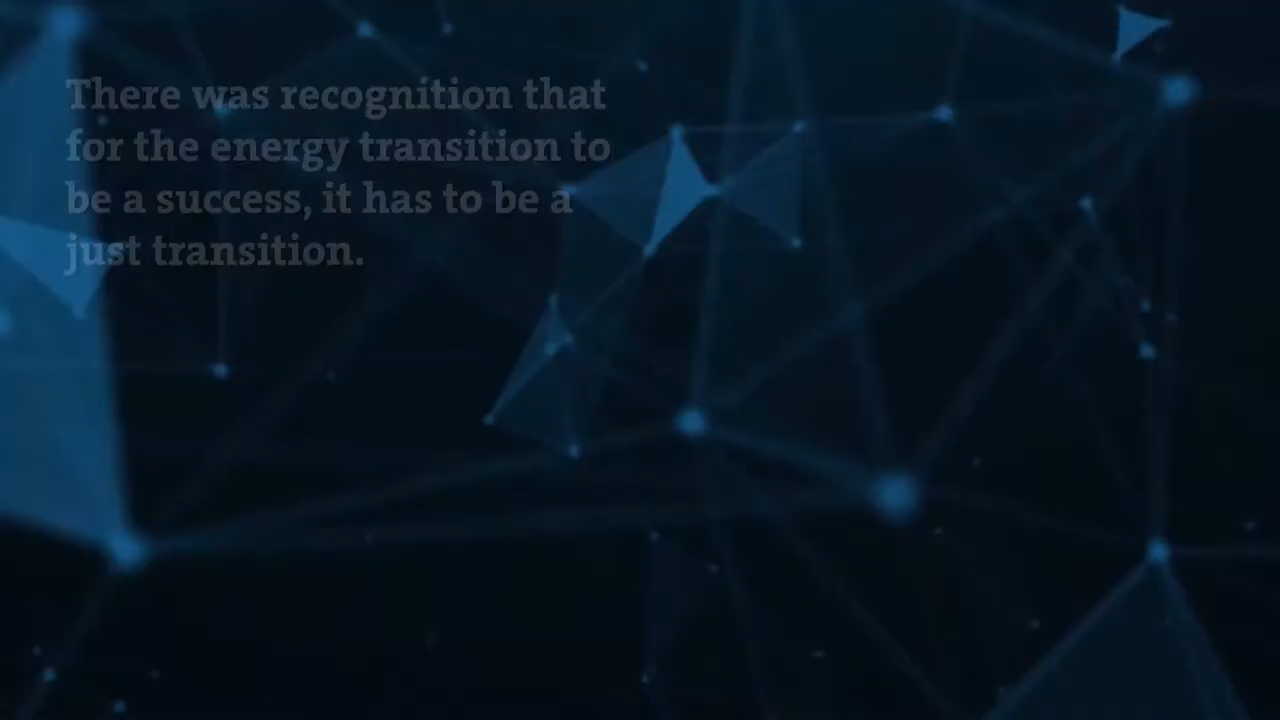 There was recognition that
for the energy transition to
be a success, it has to be a
just transition.